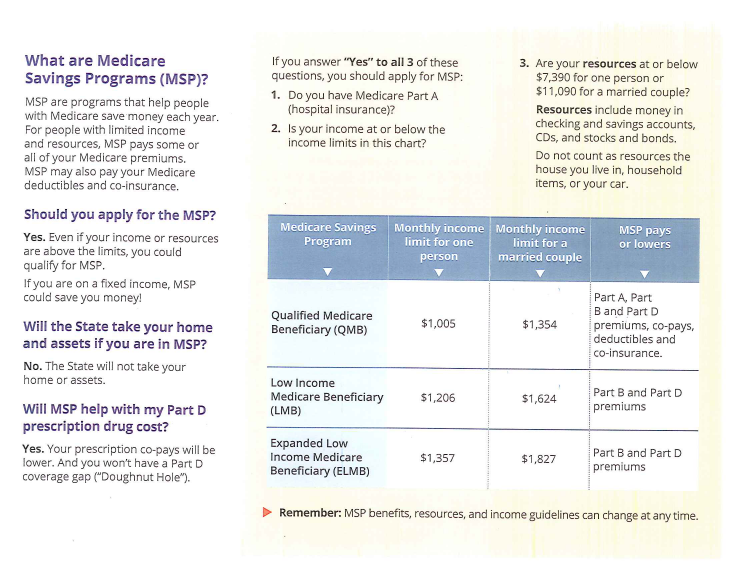 What are Medicare
Savings Programs (MSP)?
MSP are programs that help people
with Medicare save money each year.
For people with limited income
and resources, MSP pays some or
all of your Medicare premiums.
MSP may also pay your Medicare
deductibles and co-insurance.
Should you apply for the MSP?
Yes. Even if your income or resources
are above the limits, you could
qualify for MSP.
If you are on a fixed income, MSP
could save you money!
Will the State take your home
and assets if you are in MSP?
No. The State will not take your
home or assets.
Will MSP help with my Part D
prescription drug cost?
Yes. Your prescription co-pays will be
lower. And you won't have a Part D
coverage gap ("Doughnut Hole").
If you answer "Yes" to all 3 of these
questions, you should apply for MSP:
1. Do you have Medicare Part A
(hospital insurance)?
2. Is your income at or below the
income limits in this chart?
3. Are your resources at or below
$7,390 for one person or
$11,090 for a married couple?
Resources include money in
checking and savings accounts,
CDs, and stocks and bonds.
Do not count as resources the
house you live in, household
items, or your car.
Medicare Savings
Program
Monthly income
limit for one
person
Monthly income
limit for a
married couple
MSP pays
or lowers
Qualified Medicare
Beneficiary (QMB)
$1,005
$1,354
Part A, Part
B and Part D
premiums, co-pays,
deductibles and
co-insurance.
Low Income
Medicare Beneficiary
(LMB)
$1,206
$1,624
Part B and Part D
premiums
Expanded Low
Income Medicare
Beneficiary (ELMB)
$1,357
$1,827
Part B and Part D
premiums
Remember: MSP benefits, resources, and income guidelines can change at any time.